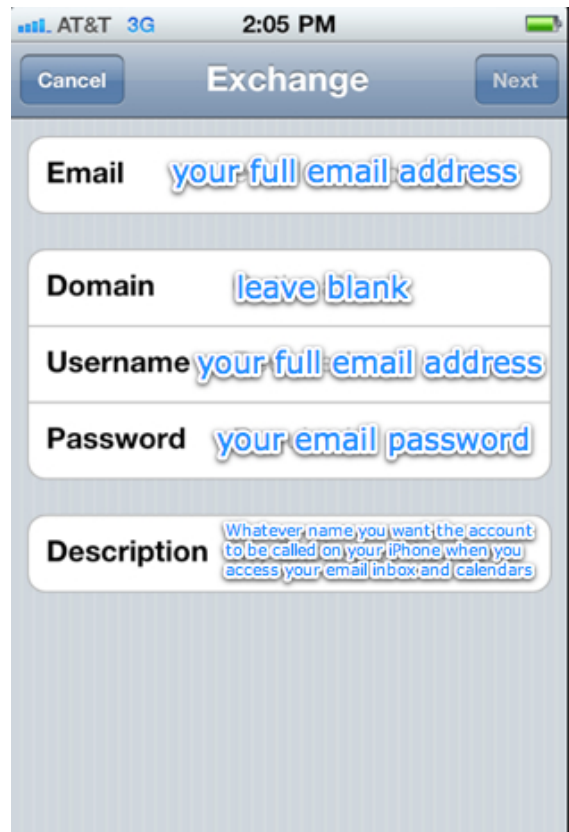 AT&T 3G 2:05 PM
Cancel Exchange Next
Email your full email address
Domain leave blank
Username your full email address
Password your email password
Description Whatever name you want the account
to be called on your iPhone when you
access your email inbox and calendars